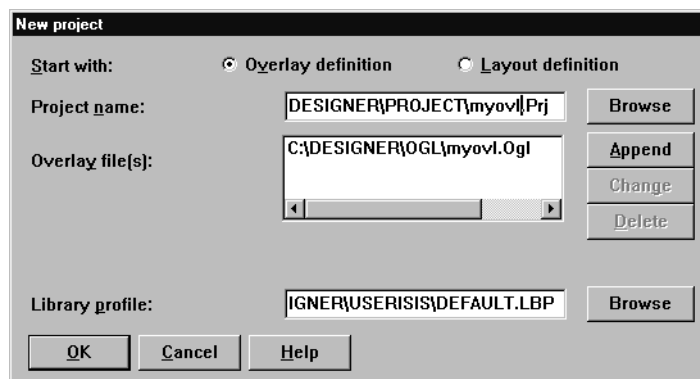 New project
Start with: Overlay definition Layout definition
Project name: DESIGNER\PROJECT\myovl.Prj Browse
Overlay file(s): C:\DESIGNER\OGL\myovl.Ogl Append
Change
Delete
Library profile: IGNER\USERISIS\DEFAULT.LBP Browse
OK Cancel Help